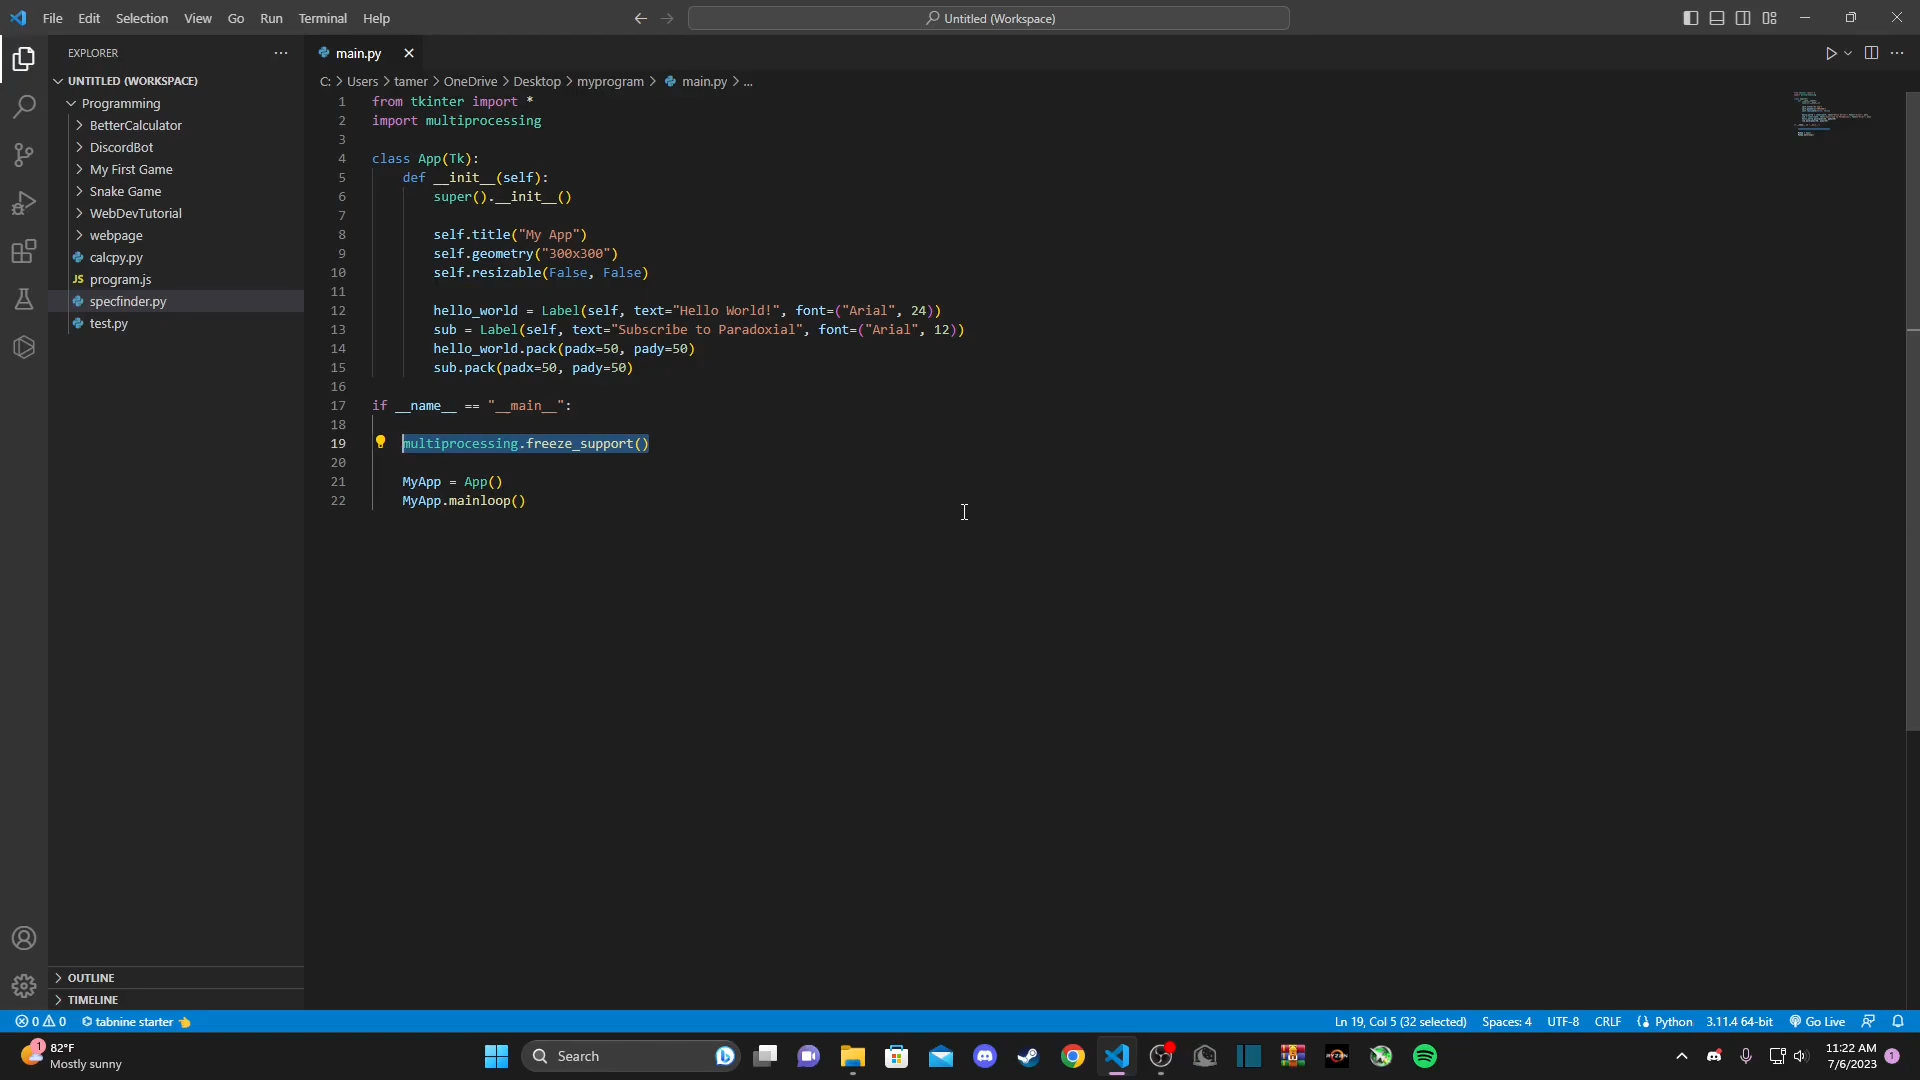 File Edit Selection View Go Run Terminal Help
Untitled (Workspace)
EXPLORER
UNTITLED (WORKSPACE)
Programming
BetterCalculator
DiscordBot
My First Game
Snake Game
WebDevTutorial
webpage
calcpy.py
JS program.js
specfinder.py
test.py
OUTLINE
TIMELINE
main.py
C: > Users > tamer > OneDrive > Desktop > myprogram > main.py > ...
1 from tkinter import *
2 import multiprocessing
3
4 class App(Tk):
5 def __init__(self):
6 super().__init__()
7
8 self.title("My App")
9 self.geometry("300x300")
10 self.resizable(False, False)
11
12 hello_world = Label(self, text="Hello World!", font=("Arial", 24))
13 sub = Label(self, text="Subscribe to Paradoxial", font=("Arial", 12))
14 hello_world.pack(padx=50, pady=50)
15 sub.pack(padx=50, pady=50)
16
17 if __name__ == "__main__":
18
19 multiprocessing.freeze_support()
20
21 MyApp = App()
22 MyApp.mainloop()
0 0 tabnine starter Ln 19, Col 5 (32 selected) Spaces: 4 UTF-8 CRLF Python 3.11.4 64-bit Go Live
1 82°F
Mostly sunny
Search
RYZEN
11:22 AM
7/6/2023
1